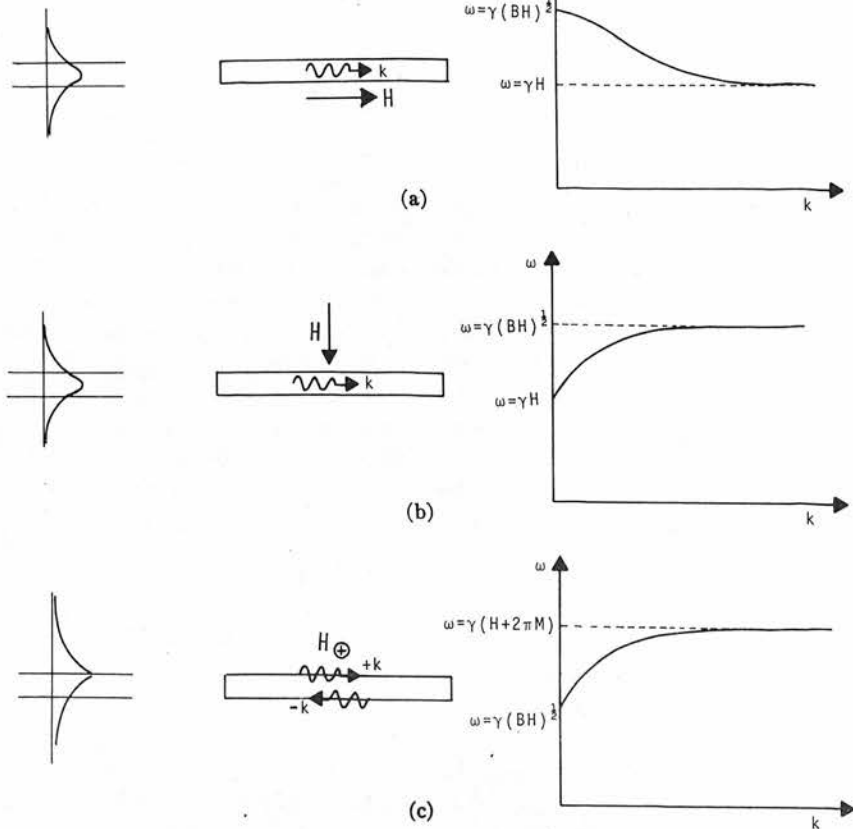 ω=γ(BH)^½
k
H
ω=γH
k
(a)
ω
H
ω=γ(BH)^½
k
ω=γH
k
(b)
ω
H ⊕
+k
ω=γ(H+2πM)
-k
ω=γ(BH)^½
k
(c)